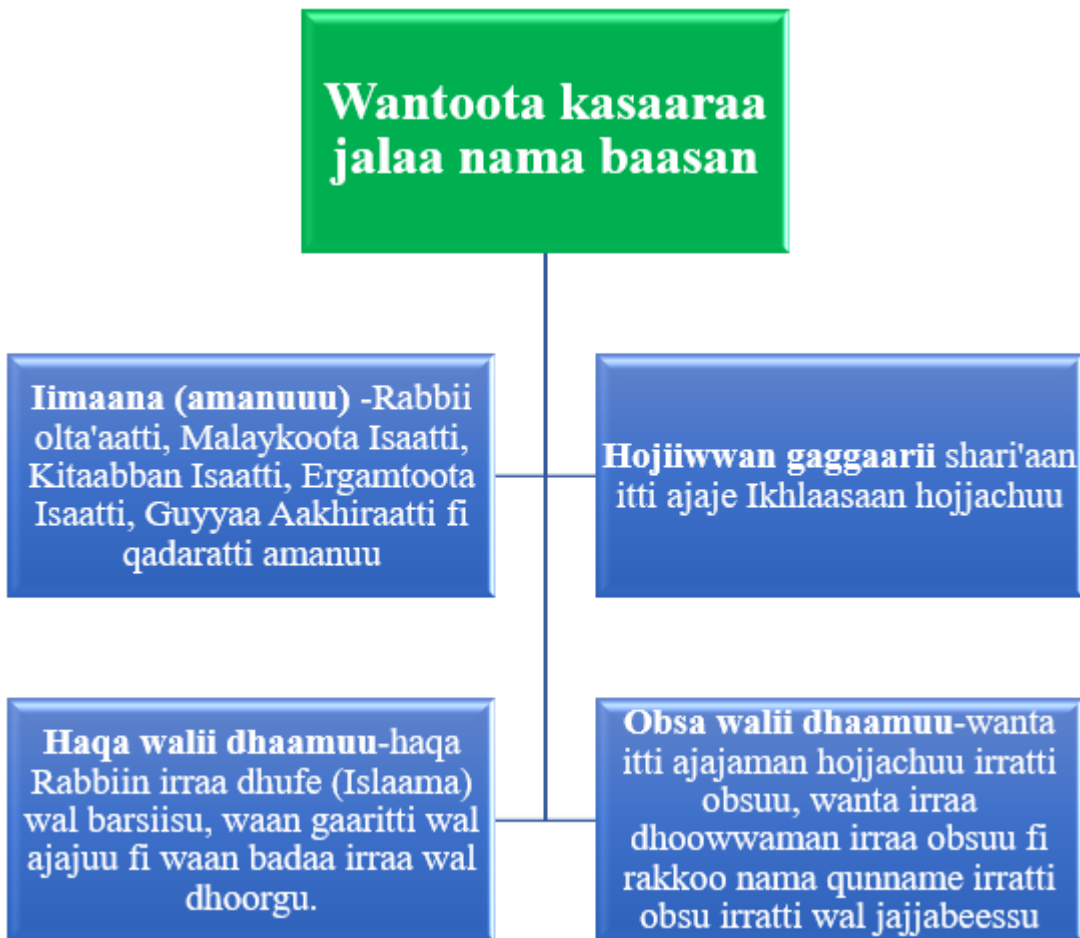 Wantoota kasaaraa
jalaa nama baasan
Iimaana (amanuuu) -Rabbii
olta'aatti, Malaykoota Isaatti,
Kitaabban Isaatti, Ergamtoota
Isaatti, Guyyaa Aakhiraatti fi
qadaratti amanuu
Hojiiwwan gaggaarii shari'aan
itti ajaje Ikhlaasaan hojjachuu
Haqa walii dhaamuu-haqa
Rabbiin irraa dhufe (Islaama)
wal barsiisu, waan gaaritti wal
ajajuu fi waan badaa irraa wal
dhoorgu.
Obsa walii dhaamuu-wanta
itti ajajaman hojjachuu irratti
obsuu, wanta irraa
dhoowwaman irraa obsuu fi
rakkoo nama qunname irratti
obsu irratti wal jajjabeessu